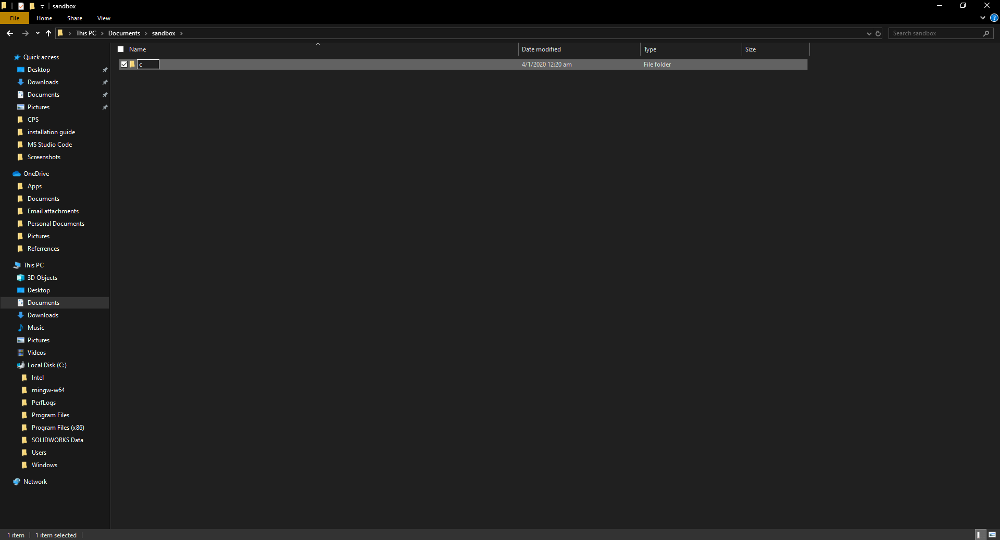 sandbox
File Home Share View
This PC Documents sandbox
Search sandbox
Name Date modified Type Size
c 4/1/2020 12:20 am File folder
Quick access
Desktop
Downloads
Documents
Pictures
CPS
installation guide
MS Studio Code
Screenshots
OneDrive
Apps
Documents
Email attachments
Personal Documents
Pictures
Referrences
This PC
3D Objects
Desktop
Documents
Downloads
Music
Pictures
Videos
Local Disk (C:)
Intel
mingw-w64
PerfLogs
Program Files
Program Files (x86)
SOLIDWORKS Data
Users
Windows
Network
1 item 1 item selected